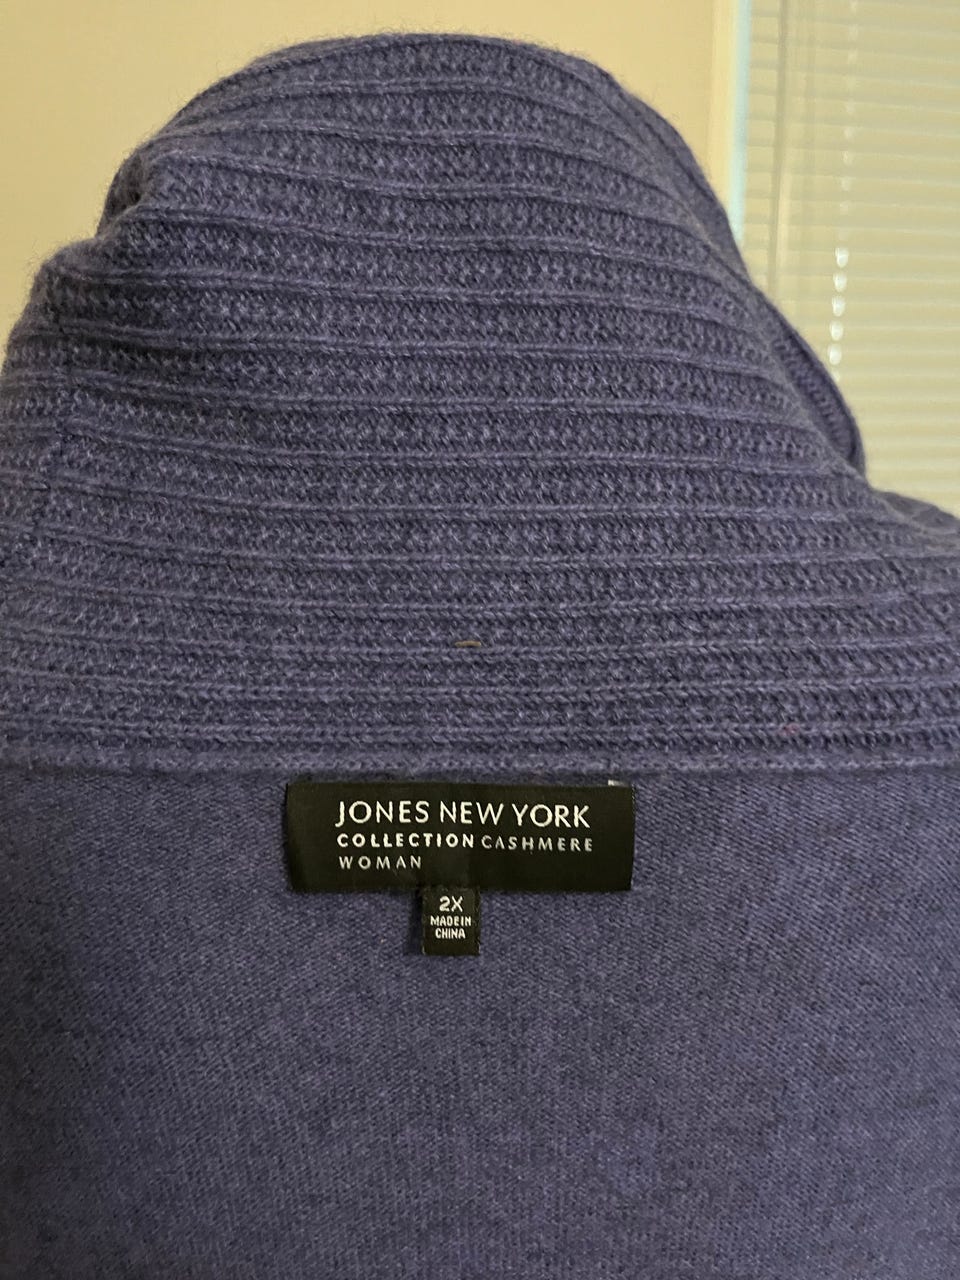 JONES NEW YORK
COLLECTION CASHMERE
WOMAN
2X
MADE IN
CHINA